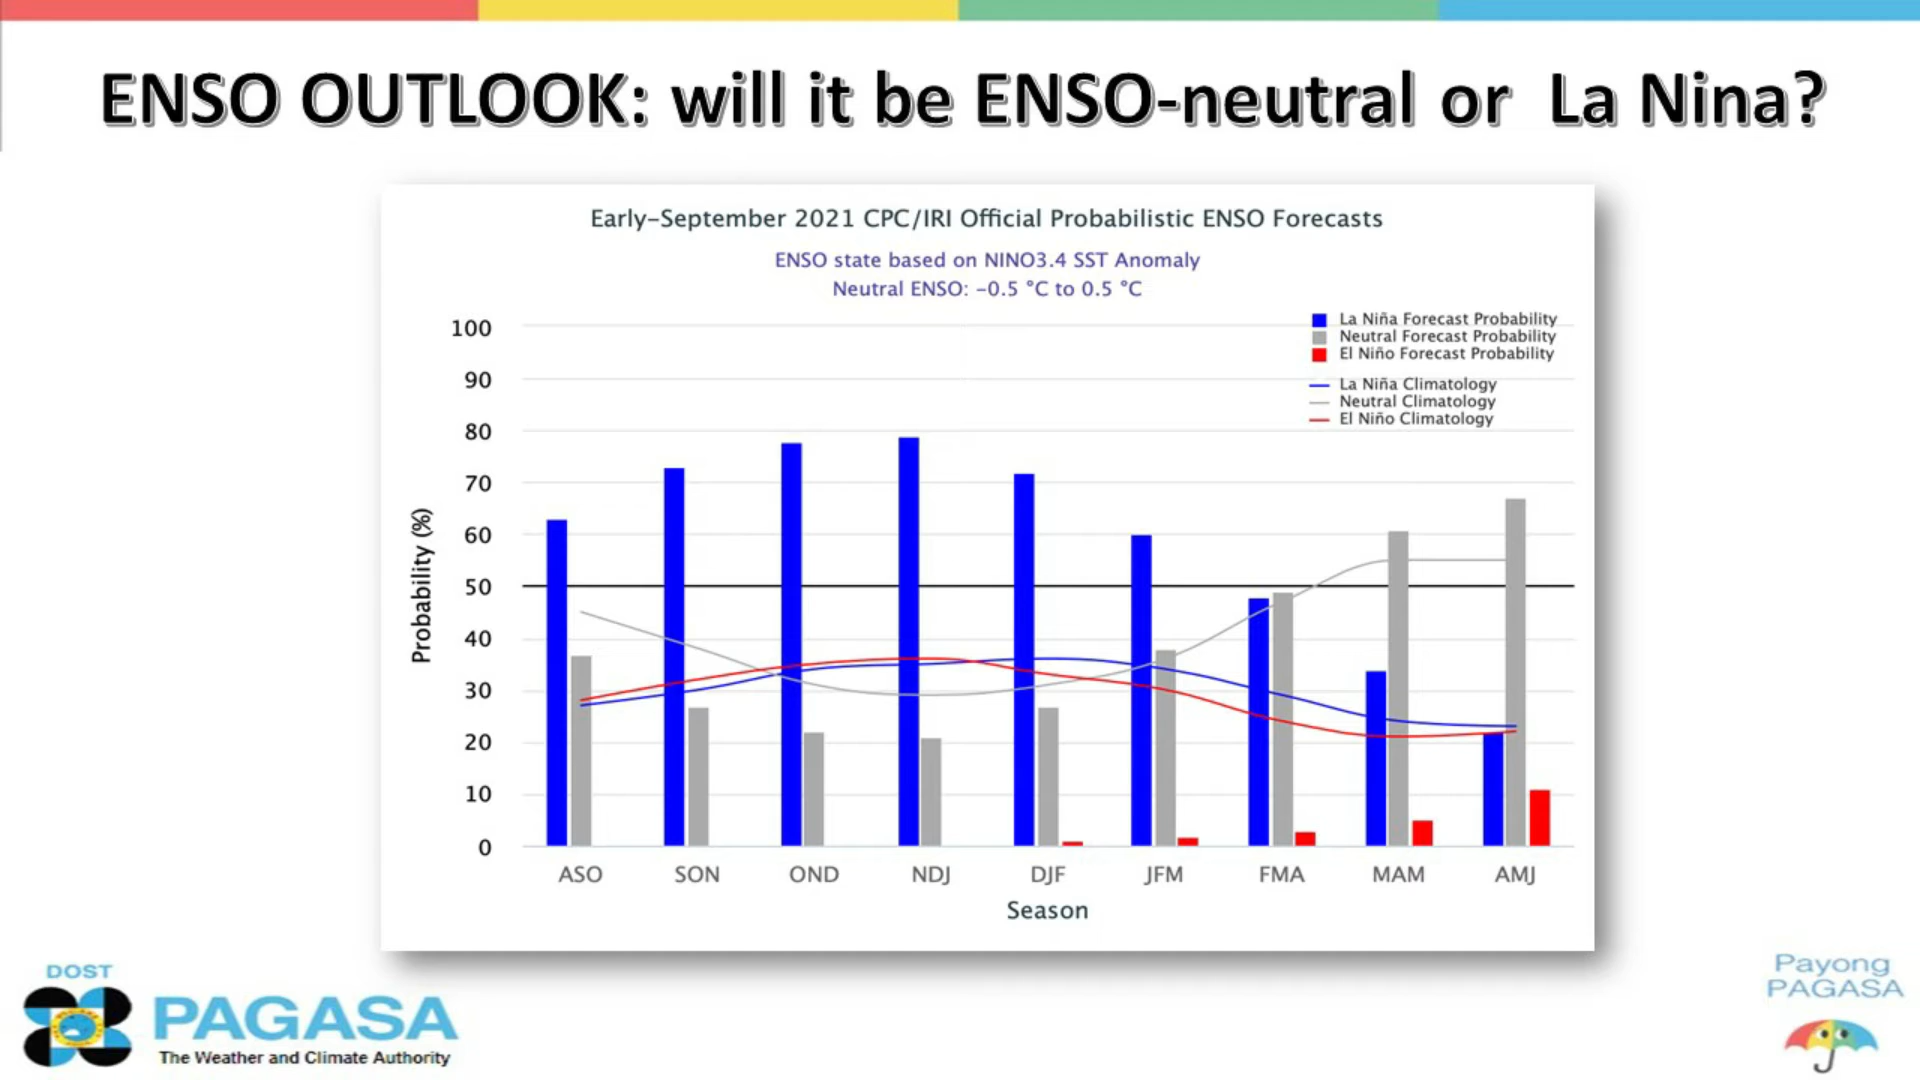 ENSO OUTLOOK: will it be ENSO-neutral or La Nina?
Early-September 2021 CPC/IRI Official Probabilistic ENSO Forecasts
ENSO state based on NINO3.4 SST Anomaly
Neutral ENSO: -0.5 °C to 0.5 °C
La Niña Forecast Probability
Neutral Forecast Probability
El Niño Forecast Probability
La Niña Climatology
Neutral Climatology
El Niño Climatology
Probability (%)
100
90
80
70
60
50
40
30
20
10
0
ASO SON OND NDJ DJF JFM FMA MAM AMJ
Season
DOST
PAGASA
The Weather and Climate Authority
Payong
PAGASA